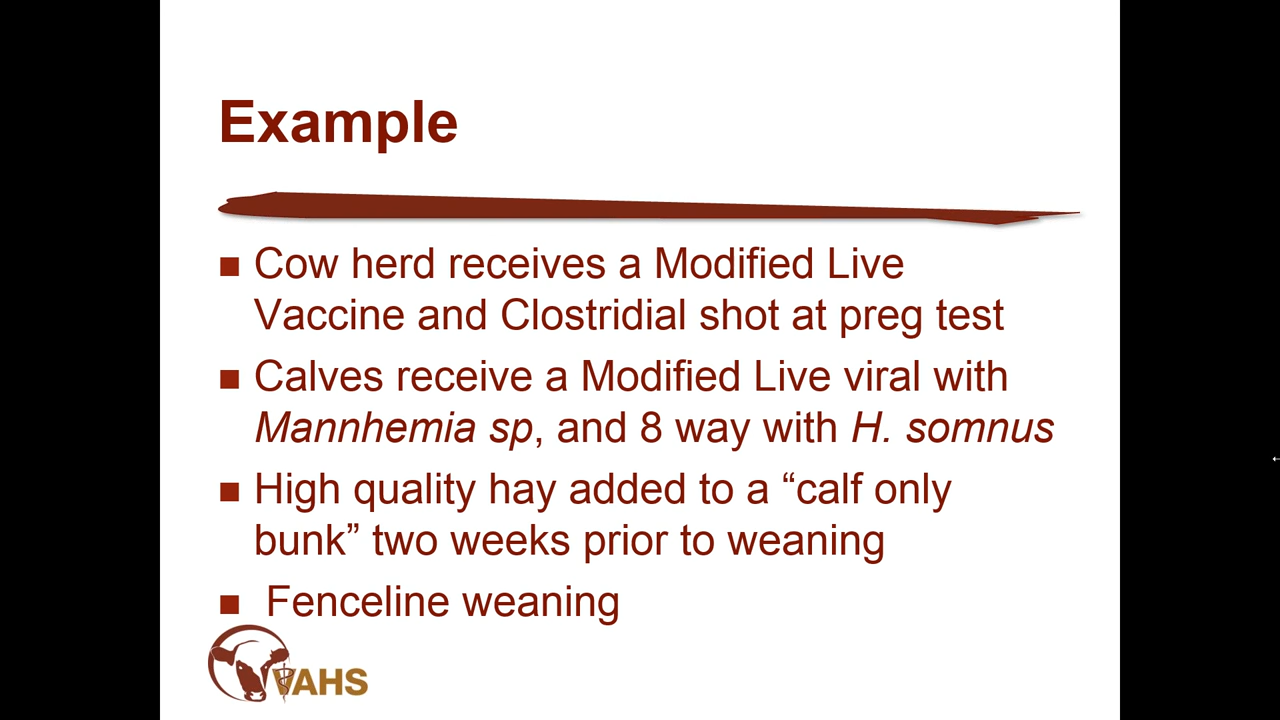 Example
■ Cow herd receives a Modified Live
Vaccine and Clostridial shot at preg test
■ Calves receive a Modified Live viral with
Mannhemia sp, and 8 way with H. somnus
■ High quality hay added to a “calf only
bunk” two weeks prior to weaning
■ Fenceline weaning
VAHS